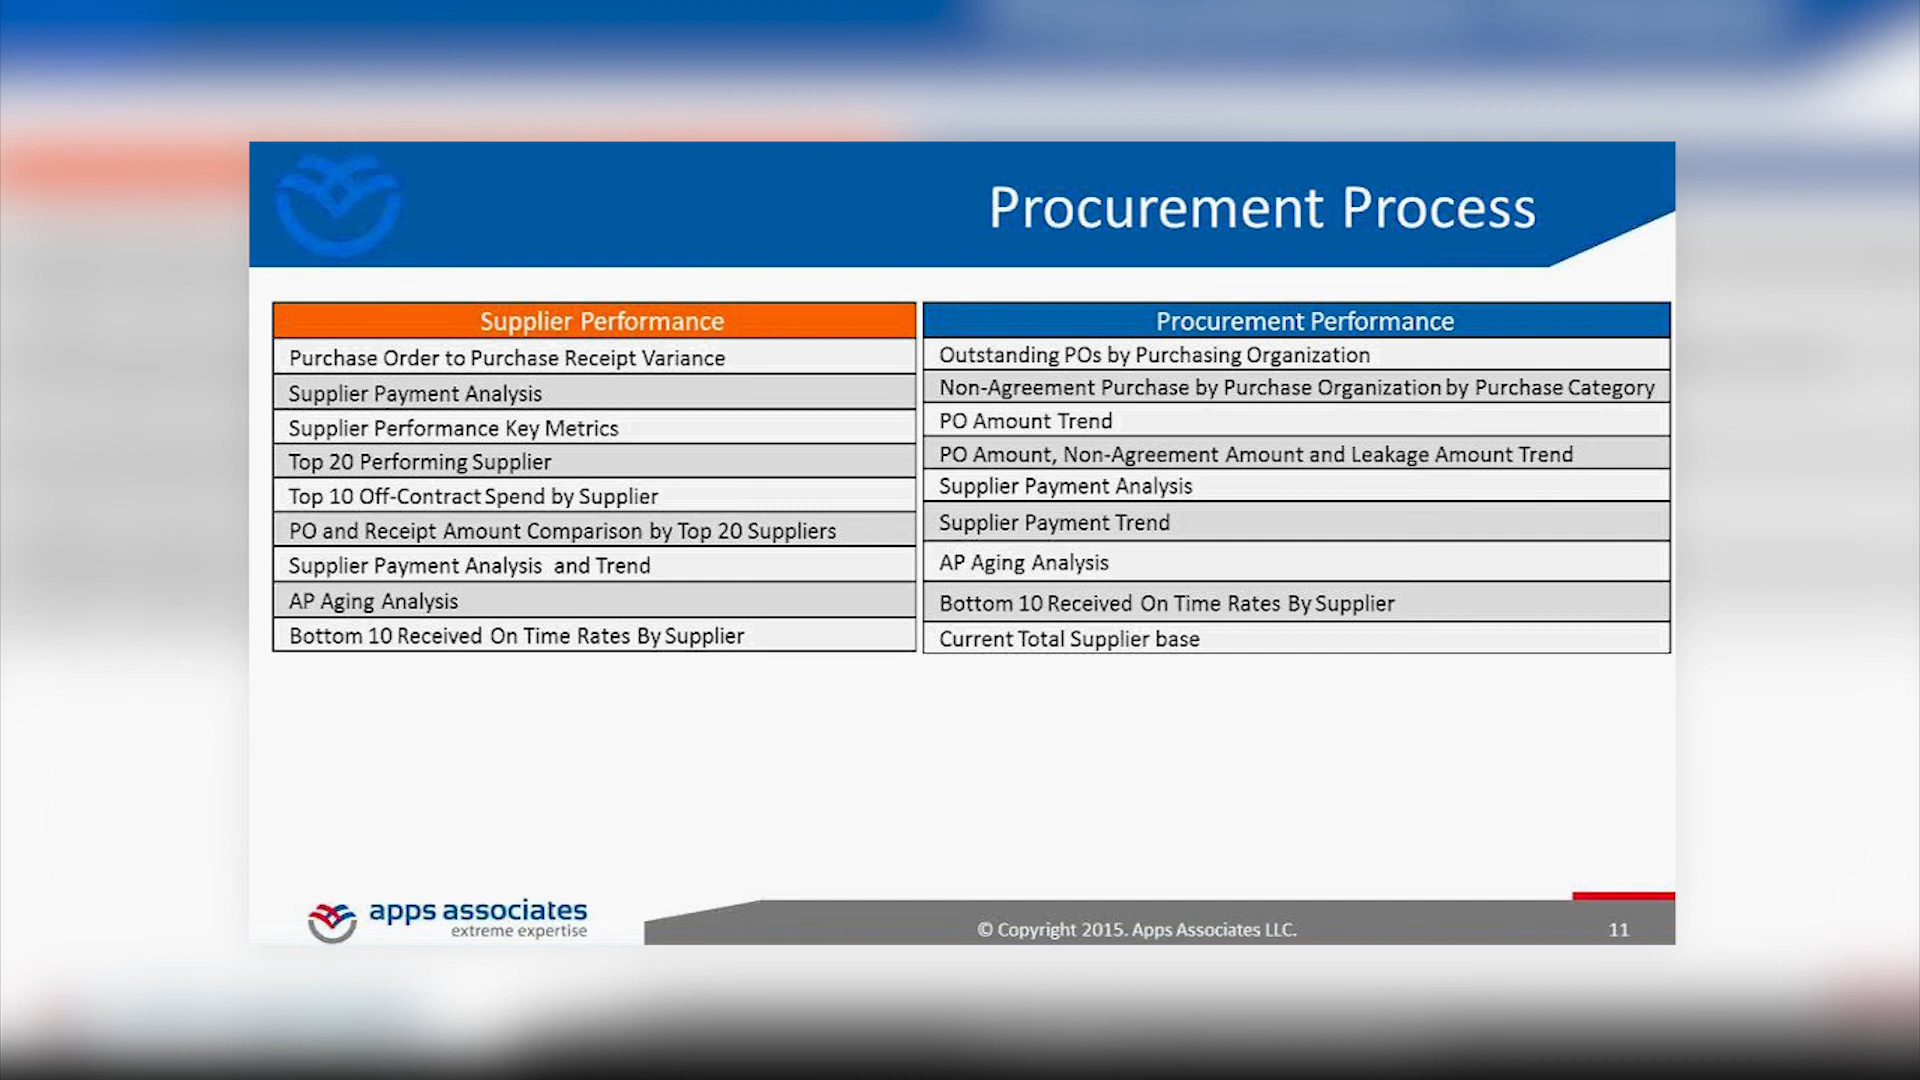 Procurement Process
Supplier Performance
Purchase Order to Purchase Receipt Variance
Supplier Payment Analysis
Supplier Performance Key Metrics
Top 20 Performing Supplier
Top 10 Off-Contract Spend by Supplier
PO and Receipt Amount Comparison by Top 20 Suppliers
Supplier Payment Analysis and Trend
AP Aging Analysis
Bottom 10 Received On Time Rates By Supplier
Procurement Performance
Outstanding POs by Purchasing Organization
Non-Agreement Purchase by Purchase Organization by Purchase Category
PO Amount Trend
PO Amount, Non-Agreement Amount and Leakage Amount Trend
Supplier Payment Analysis
Supplier Payment Trend
AP Aging Analysis
Bottom 10 Received On Time Rates By Supplier
Current Total Supplier base
apps associates
extreme expertise
© Copyright 2015. Apps Associates LLC.
11